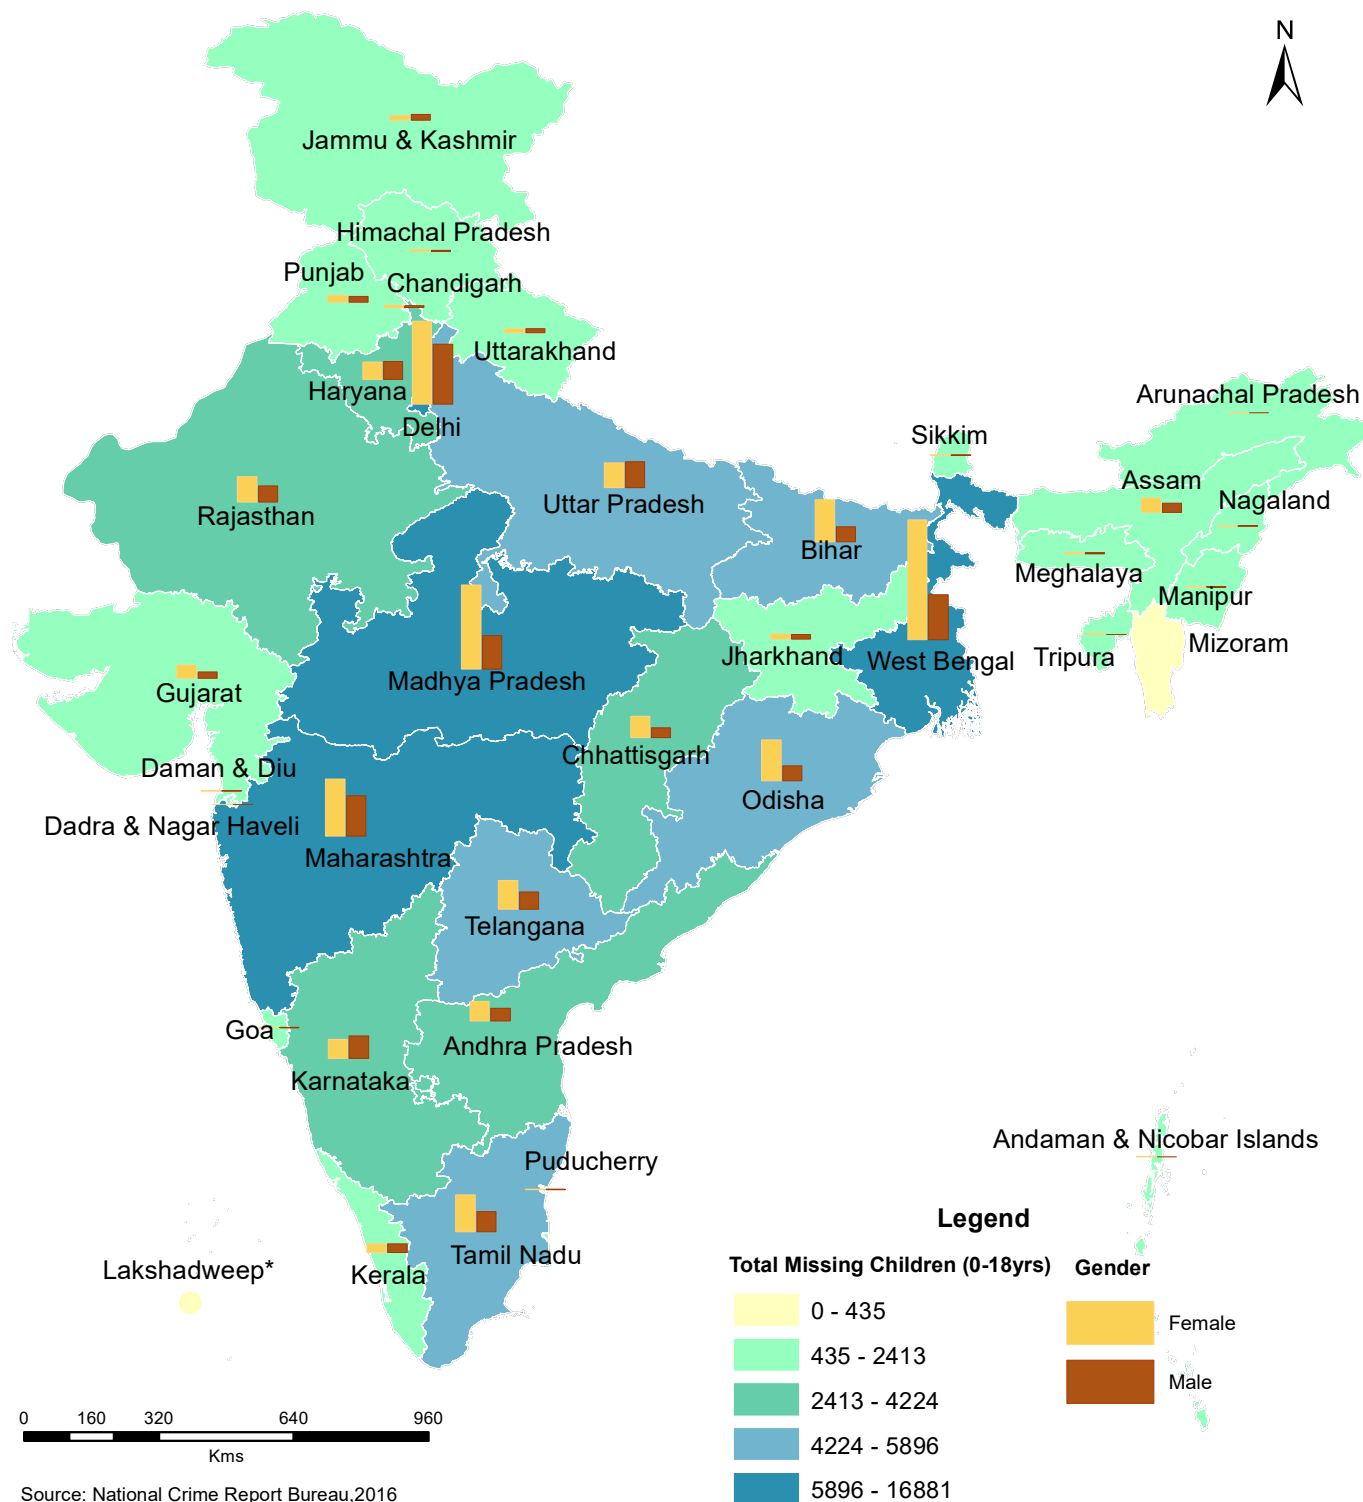 N
Jammu & Kashmir
Himachal Pradesh
Punjab
Chandigarh
Uttarakhand
Haryana
Delhi
Arunachal Pradesh
Sikkim
Assam
Nagaland
Uttar Pradesh
Rajasthan
Bihar
Meghalaya
Manipur
Mizoram
Tripura
Jharkhand
West Bengal
Madhya Pradesh
Gujarat
Chhattisgarh
Daman & Diu
Odisha
Dadra & Nagar Haveli
Maharashtra
Telangana
Goa
Andhra Pradesh
Karnataka
Andaman & Nicobar Islands
Puducherry
Tamil Nadu
Lakshadweep*
Kerala
Legend
Total Missing Children (0-18yrs)
0 - 435
435 - 2413
2413 - 4224
4224 - 5896
5896 - 16881
Gender
Female
Male
0 160 320 640 960
Kms
Source: National Crime Report Bureau,2016